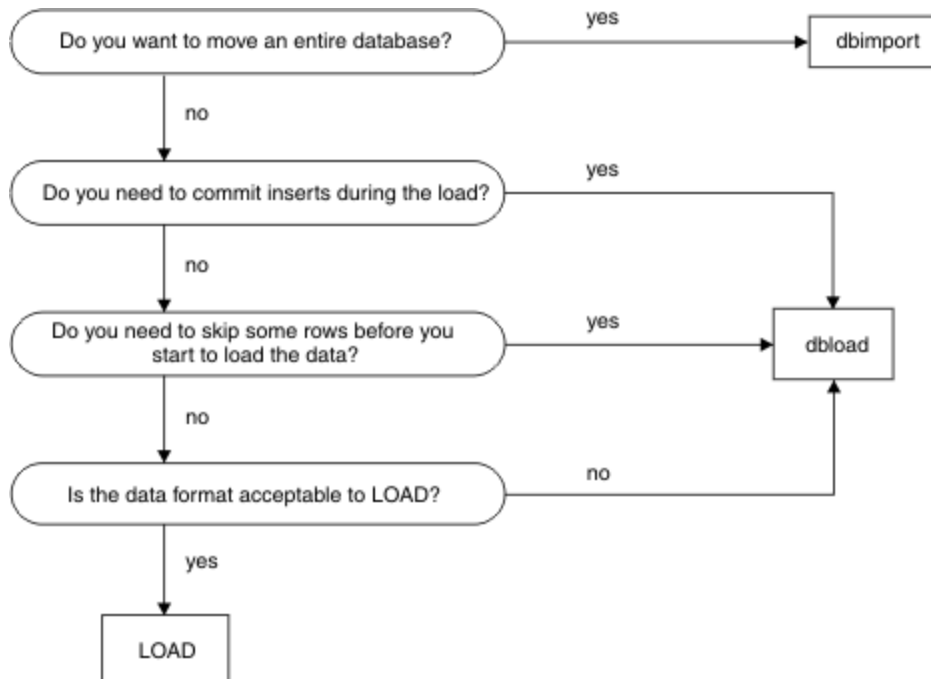 Do you want to move an entire database?
yes
dbimport
no
Do you need to commit inserts during the load?
yes
no
Do you need to skip some rows before you
start to load the data?
yes
dbload
no
Is the data format acceptable to LOAD?
no
yes
LOAD